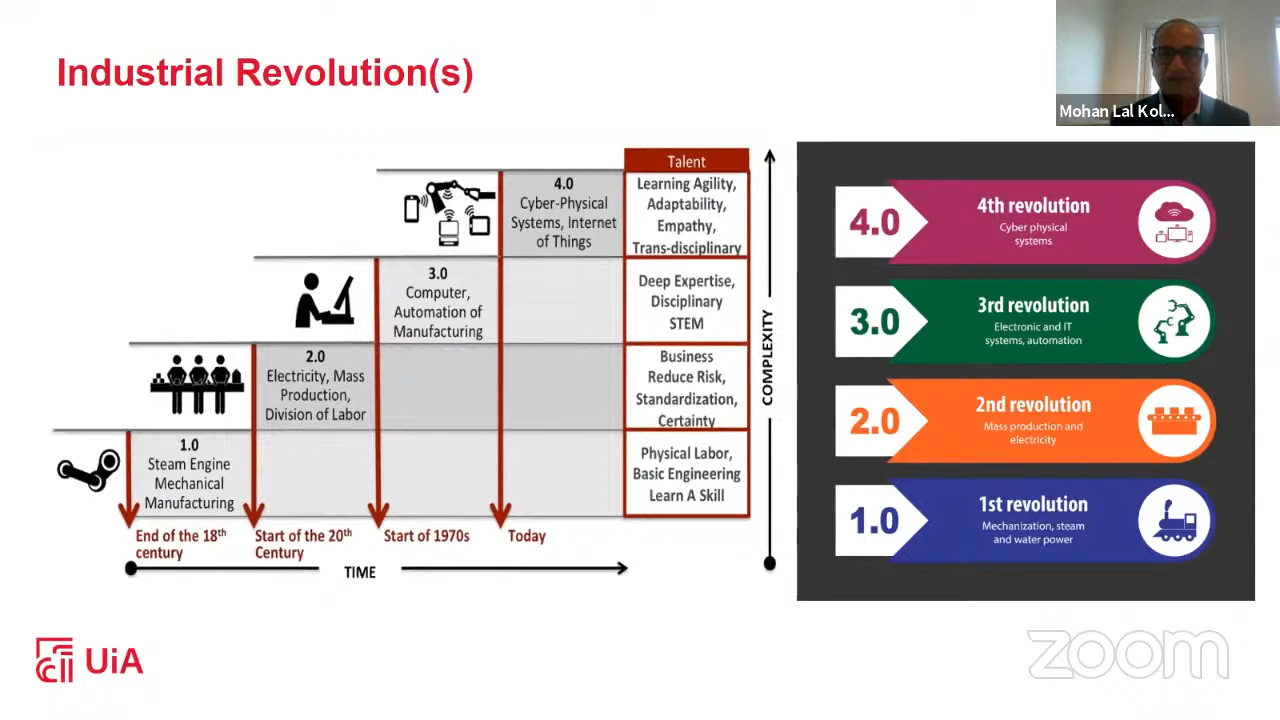 Industrial Revolution(s)
Mohan Lal Kol...
Talent
4.0
Cyber-Physical
Systems, Internet
of Things
Learning Agility,
Adaptability,
Empathy,
Trans-disciplinary
3.0
Computer,
Automation of
Manufacturing
Deep Expertise,
Disciplinary
STEM
2.0
Electricity, Mass
Production,
Division of Labor
Business
Reduce Risk,
Standardization,
Certainty
1.0
Steam Engine
Mechanical
Manufacturing
Physical Labor,
Basic Engineering
Learn A Skill
End of the 18th
century
Start of the 20th
Century
Start of 1970s
Today
TIME
COMPLEXITY
4.0
4th revolution
Cyber physical
systems
3.0
3rd revolution
Electronic and IT
systems, automation
2.0
2nd revolution
Mass production and
electricity
1.0
1st revolution
Mechanization, steam
and water power
UiA
zoom